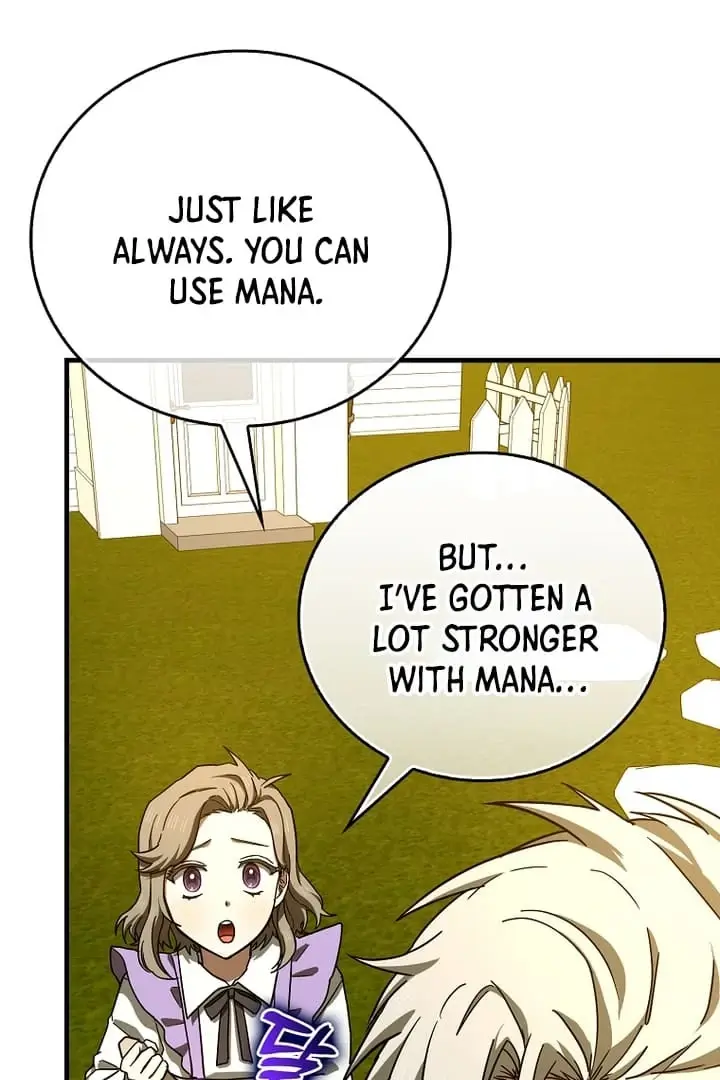 JUST LIKE
ALWAYS. YOU CAN
USE MANA.
BUT...
I'VE GOTTEN A
LOT STRONGER
WITH MANA...